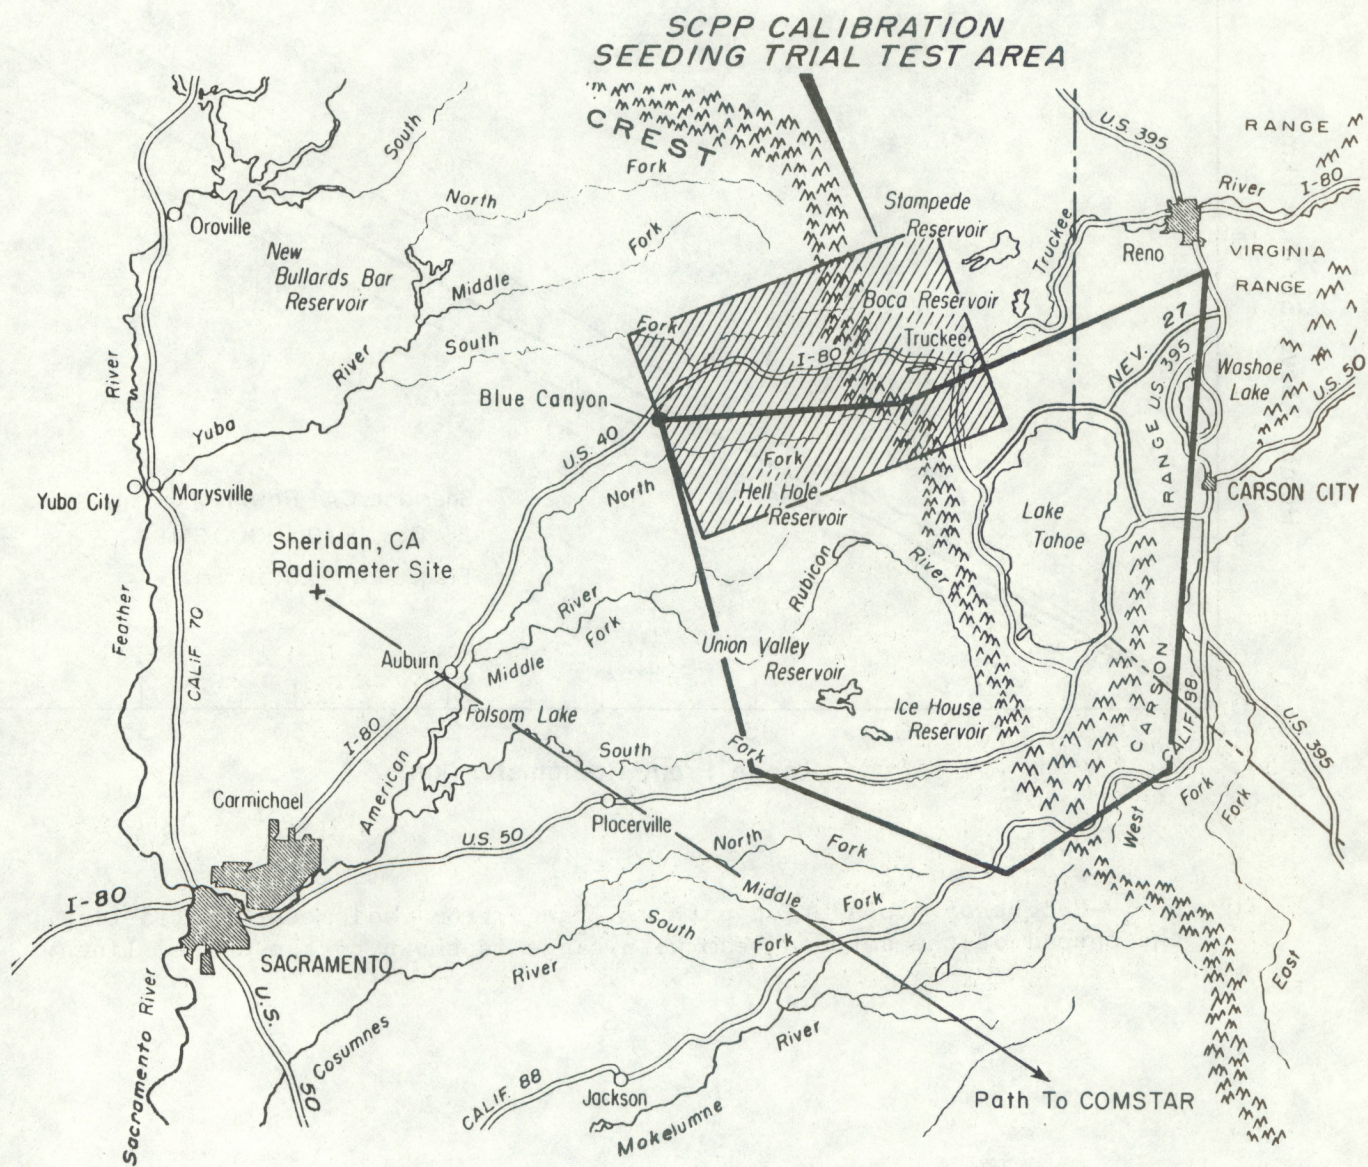 SCPP CALIBRATION
SEEDING TRIAL TEST AREA
CREST
South
North
Fork
Fork
Stampede
Reservoir
U.S. 395
RANGE
River
I-80
Oroville
New
Bullards Bar
Reservoir
Middle
Truckee
Reno
VIRGINIA
RANGE
Boca Reservoir
River
River
South
Fork
I-80
Truckee
NEV. 27
U.S. 395
RANGE
Washoe
Lake
U.S. 50
Blue Canyon
Yuba
U.S. 40
Fork
North
Hell Hole
Reservoir
Lake
Tahoe
CARSON CITY
Yuba City
Marysville
Sheridan, CA
Radiometer Site
Feather
CALIF 70
River
Fork
Rubicon
River
Auburn
Middle
Union Valley
Reservoir
Folsom Lake
Ice House
Reservoir
CARSON
CALIF 88
U.S. 395
I-80
American
South
Fork
Fork
Fork
Carmichael
U.S. 50
Placerville
North
Fork
West
Middle
Fork
I-80
South
Fork
East
SACRAMENTO
River
U.S.
50
Sacramento River
Cosumnes
River
CALIF. 88
Jackson
Mokelumne
Path To COMSTAR